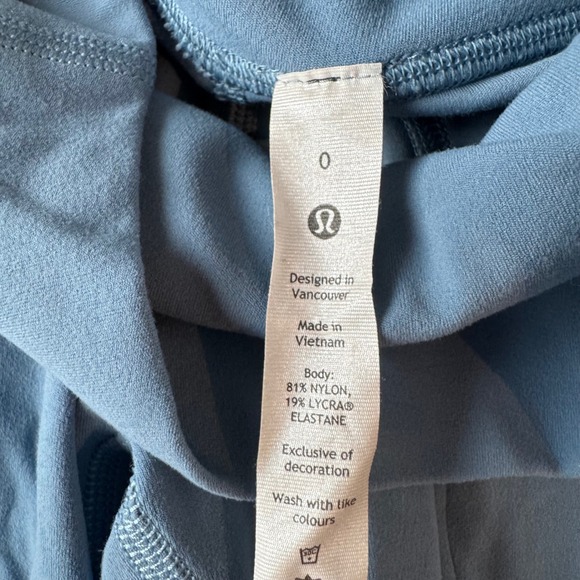 0
Designed in
Vancouver
Made in
Vietnam
Body:
81% NYLON,
19% LYCRA®
ELASTANE
Exclusive of
decoration
Wash with like
colours